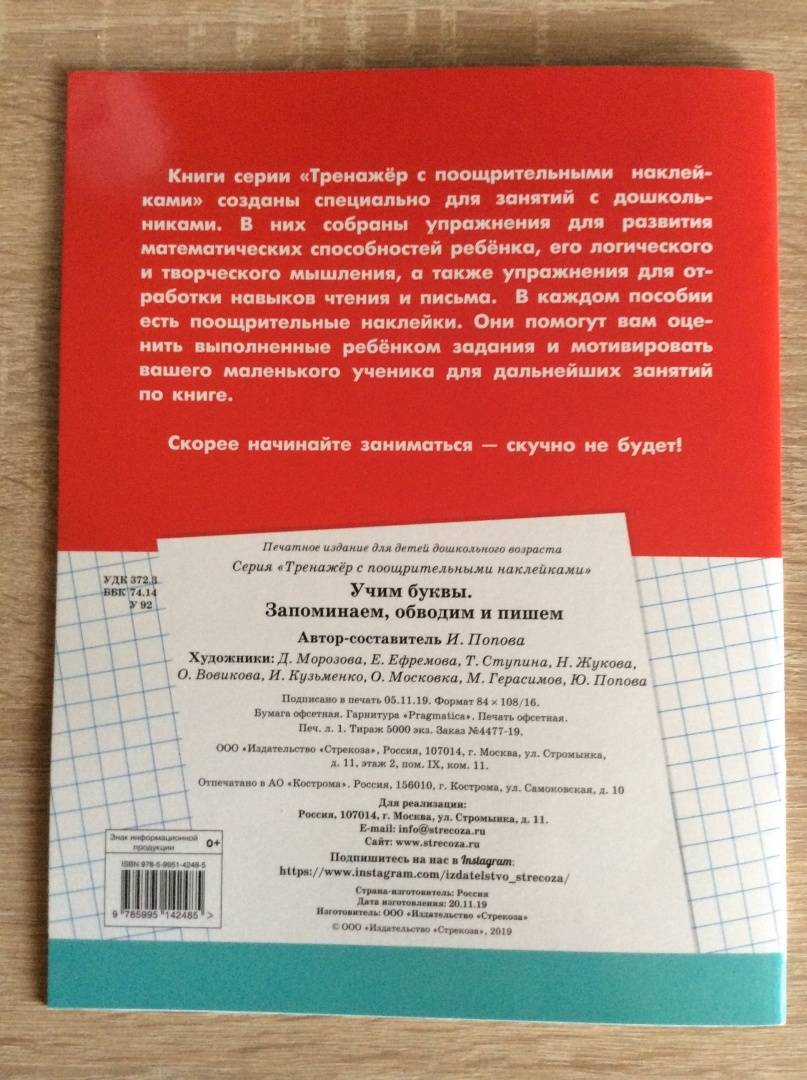 Книги серии «Тренажёр с поощрительными наклей-
ками» созданы специально для занятий с дошколь-
никами. В них собраны упражнения для развития
математических способностей ребёнка, его логического
и творческого мышления, а также упражнения для от-
работки навыков чтения и письма. В каждом пособии
есть поощрительные наклейки. Они помогут вам оце-
нить выполненные ребёнком задания и мотивировать
вашего маленького ученика для дальнейших занятий
по книге.
Скорее начинайте заниматься — скучно не будет!
УДК 372.3
ББК 74.14
У 92
Печатное издание для детей дошкольного возраста
Серия «Тренажёр с поощрительными наклейками»
Учим буквы.
Запоминаем, обводим и пишем
Автор-составитель И. Попова
Художники: Д. Морозова, Е. Ефремова, Т. Ступина, Н. Жукова,
О. Вовикова, И. Кузьменко, О. Московка, М. Герасимов, Ю. Попова
Подписано в печать 05.11.19. Формат 84 × 108/16.
Бумага офсетная. Гарнитура «Pragmatica». Печать офсетная.
Печ. л. 1. Тираж 5000 экз. Заказ №4477-19.
ООО «Издательство «Стрекоза», Россия, 107014, г. Москва, ул. Стромынка,
д. 11, этаж 2, пом. IX, ком. 11.
Отпечатано в АО «Кострома». Россия, 156010, г. Кострома, ул. Самоковская, д. 10
Для реализации:
Россия, 107014, г. Москва, ул. Стромынка, д. 11.
E-mail: info@strecoza.ru
Сайт: www.strecoza.ru
Подпишитесь на нас в Instagram:
https://www.instagram.com/izdatelstvo_strecoza/
Страна-изготовитель: Россия
Дата изготовления: 20.11.19
Изготовитель: ООО «Издательство «Стрекоза»
© ООО «Издательство «Стрекоза», 2019
Знак информационной
продукции 0+
ISBN 978-5-9951-4248-5
9 785995 142485 >